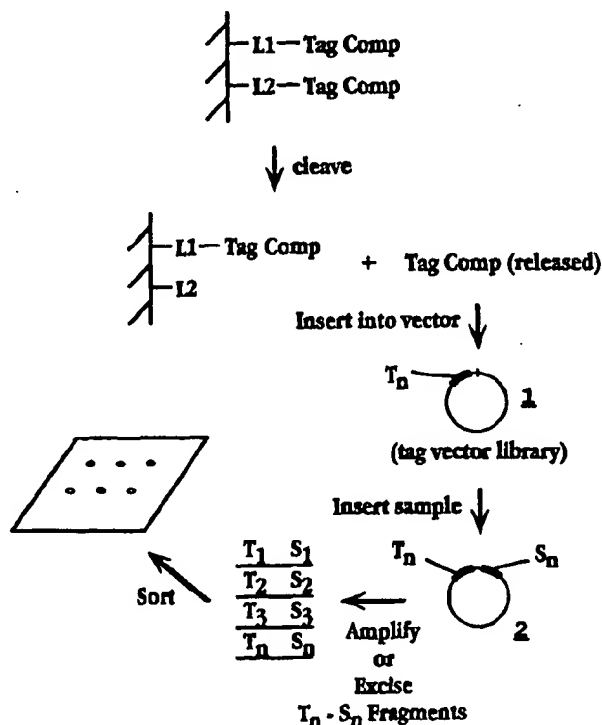 L1—Tag Comp
L2—Tag Comp
cleave
L1—Tag Comp + Tag Comp (released)
L2
Insert into vector
Tn 1
(tag vector library)
Insert sample
Tn Sn
2
T1 S1
T2 S2
T3 S3
Tn Sn
Sort
Amplify
or
Excise
Tn - Sn Fragments